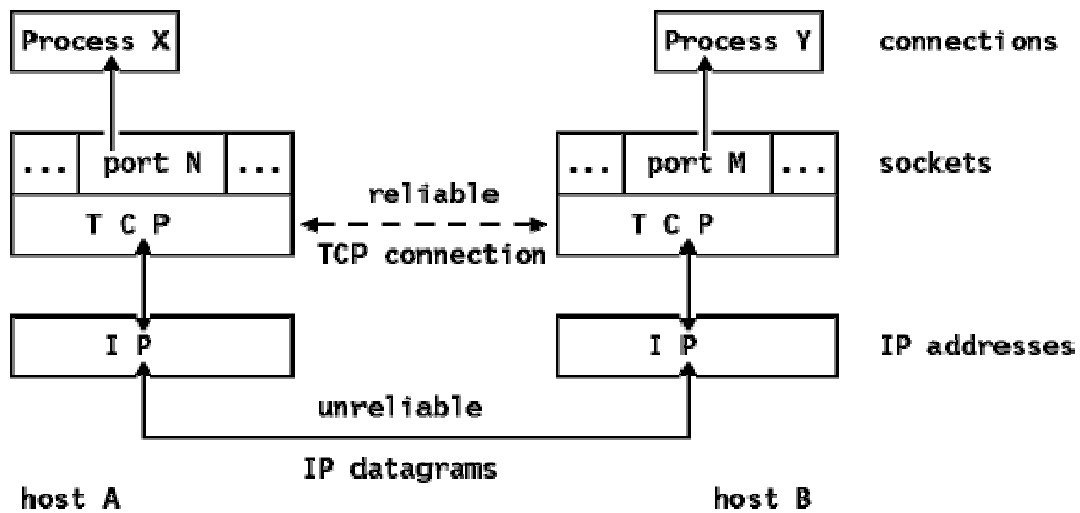 Process X Process Y connections
... port N ... ... port M ... sockets
reliable
T C P T C P
TCP connection
I P I P IP addresses
unreliable
IP datagrams
host A host B